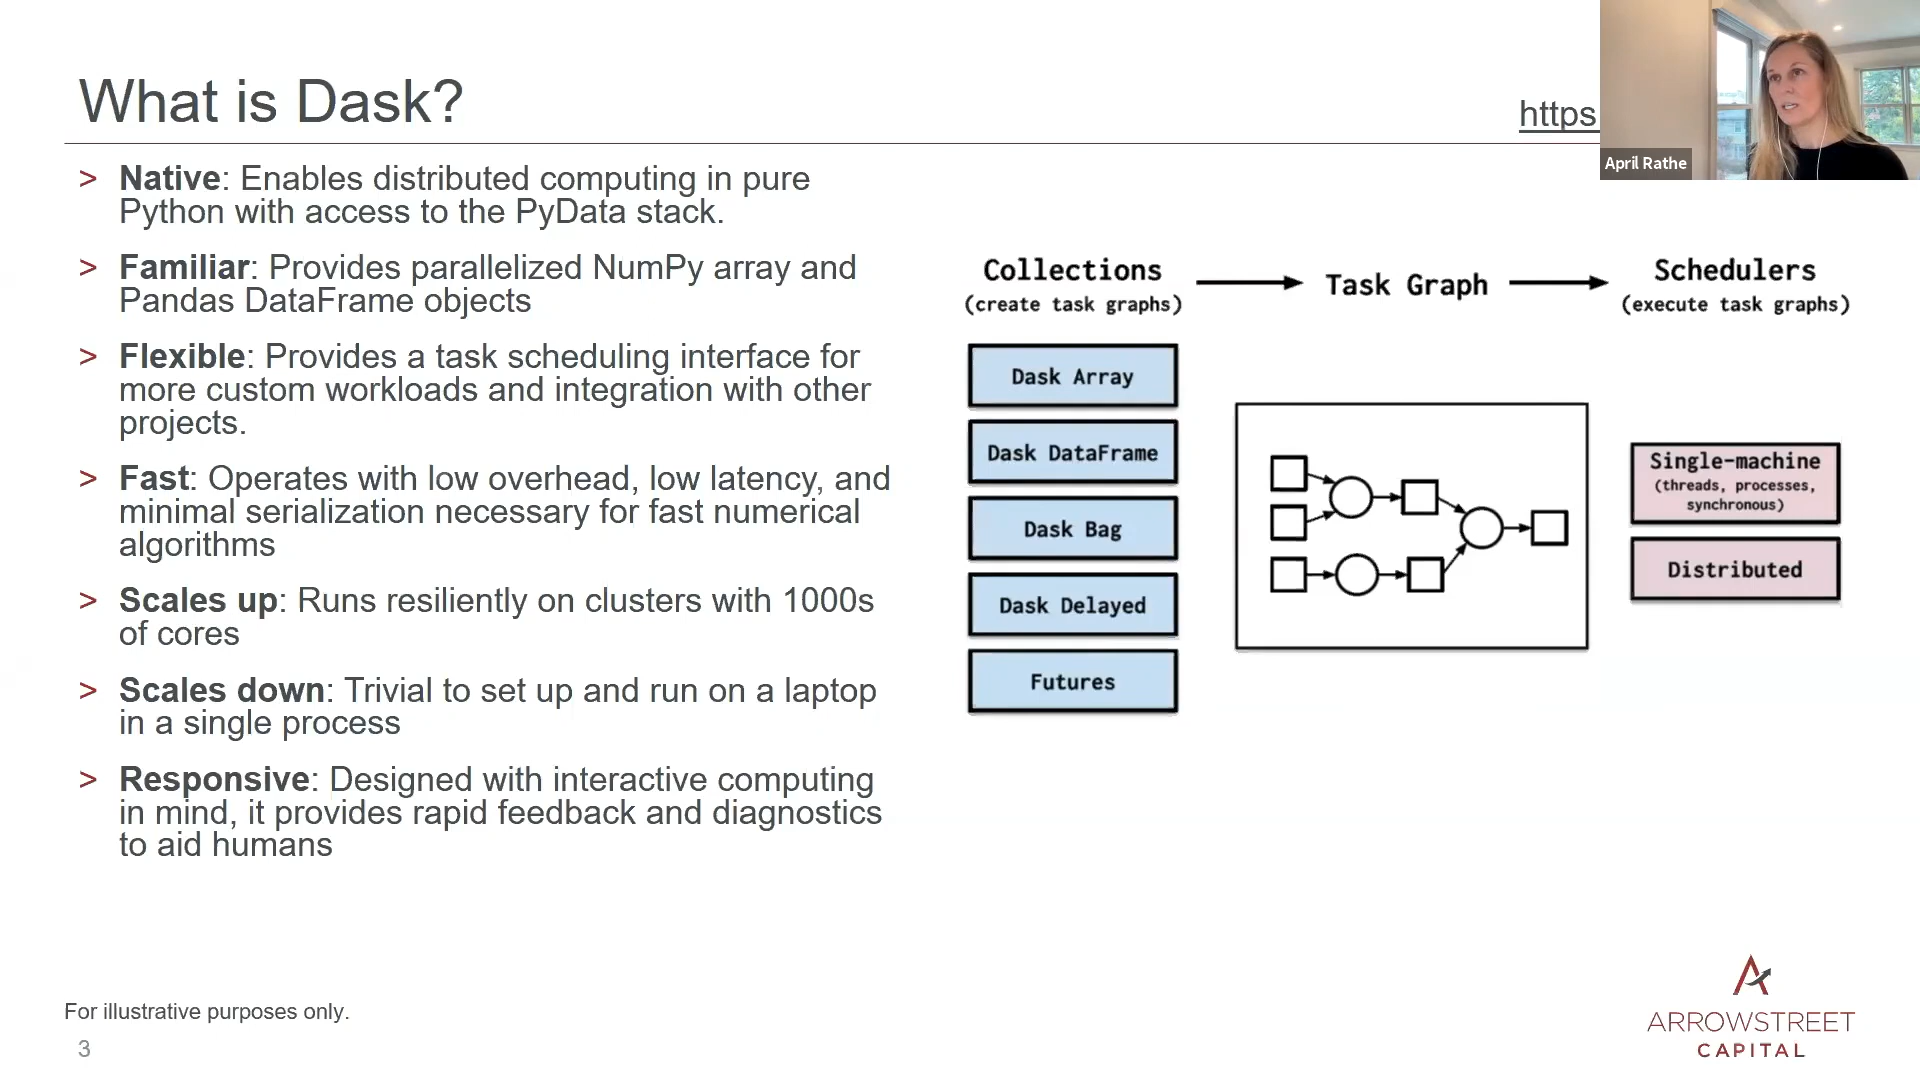 What is Dask?
https
April Rathe
> Native: Enables distributed computing in pure
Python with access to the PyData stack.
> Familiar: Provides parallelized NumPy array and
Pandas DataFrame objects
> Flexible: Provides a task scheduling interface for
more custom workloads and integration with other
projects.
> Fast: Operates with low overhead, low latency, and
minimal serialization necessary for fast numerical
algorithms
> Scales up: Runs resiliently on clusters with 1000s
of cores
> Scales down: Trivial to set up and run on a laptop
in a single process
> Responsive: Designed with interactive computing
in mind, it provides rapid feedback and diagnostics
to aid humans
Collections
(create task graphs)
Task Graph
Schedulers
(execute task graphs)
Dask Array
Dask DataFrame
Dask Bag
Dask Delayed
Futures
Single-machine
(threads, processes,
synchronous)
Distributed
For illustrative purposes only.
3
ARROWSTREET
CAPITAL